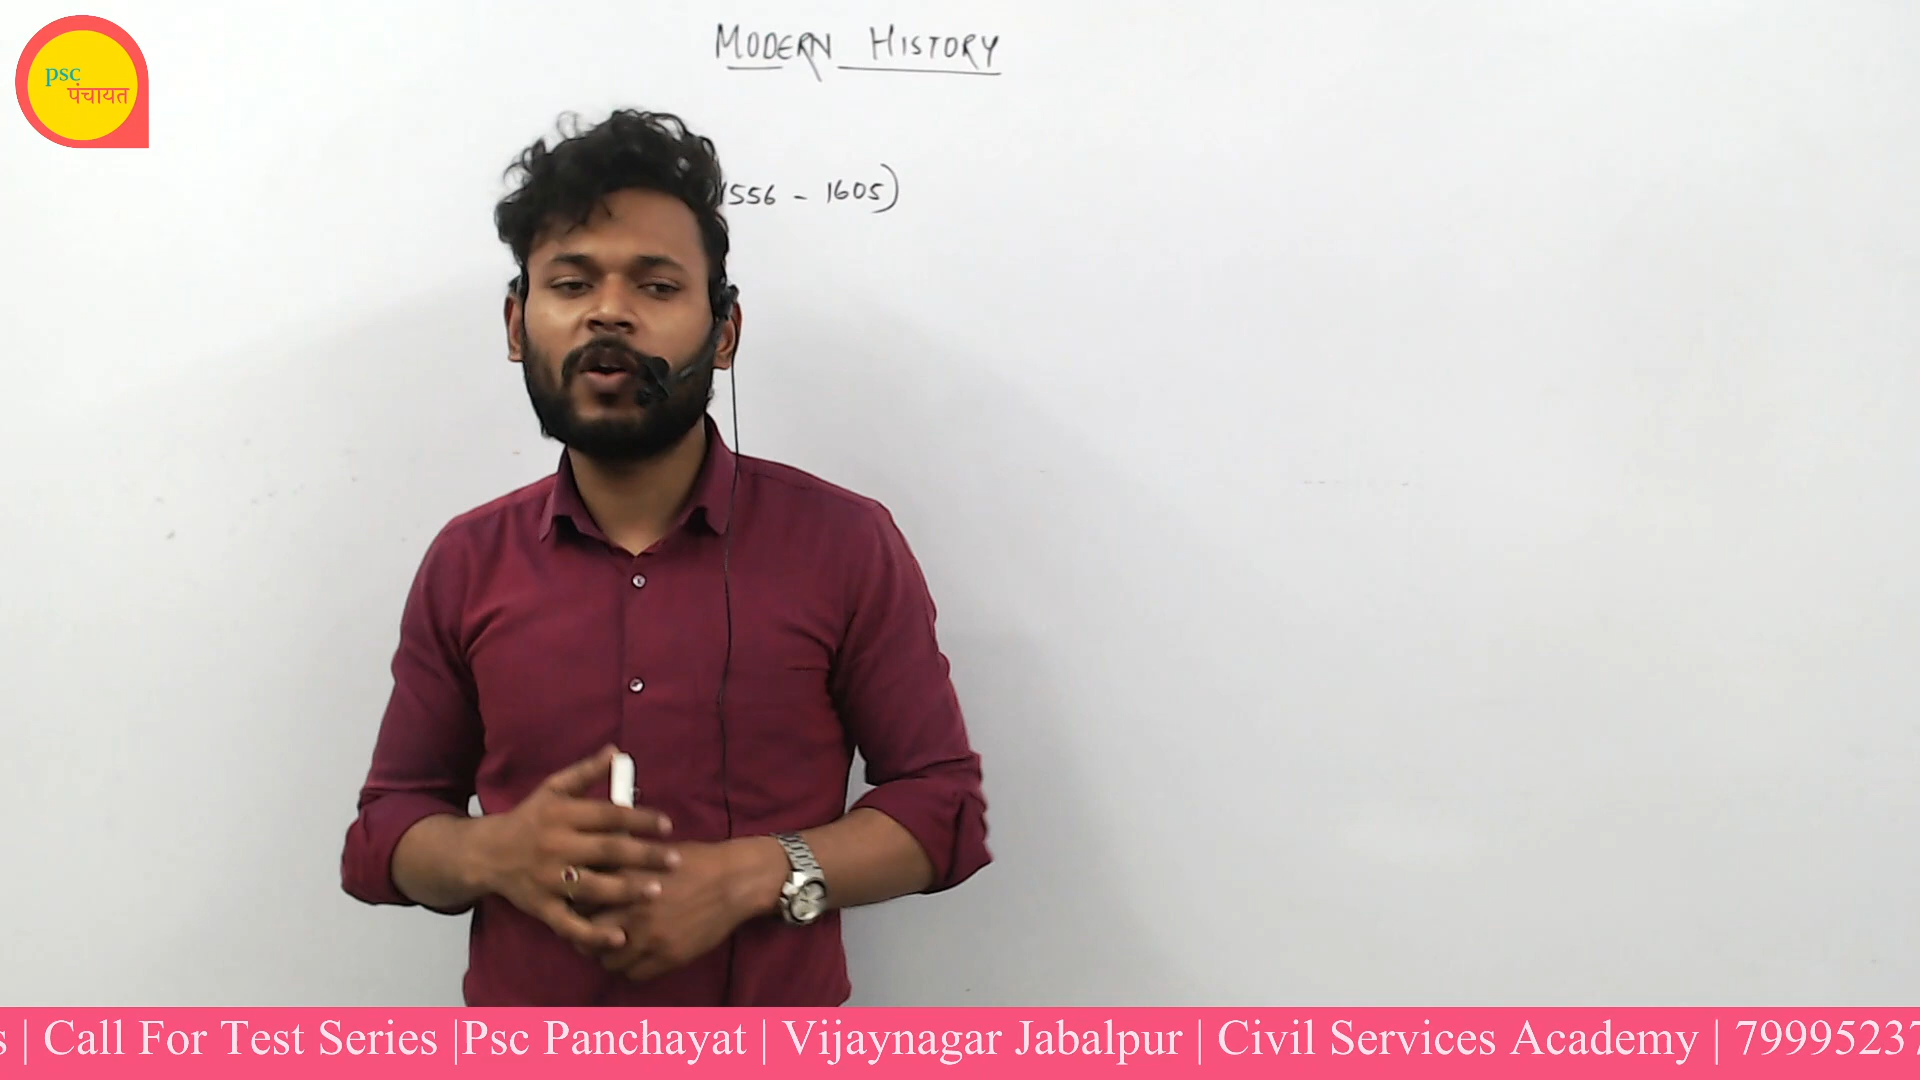 MODERN HISTORY
psc
पंचायत
1556 - 1605)
s | Call For Test Series |Psc Panchayat | Vijaynagar Jabalpur | Civil Services Academy | 79995237